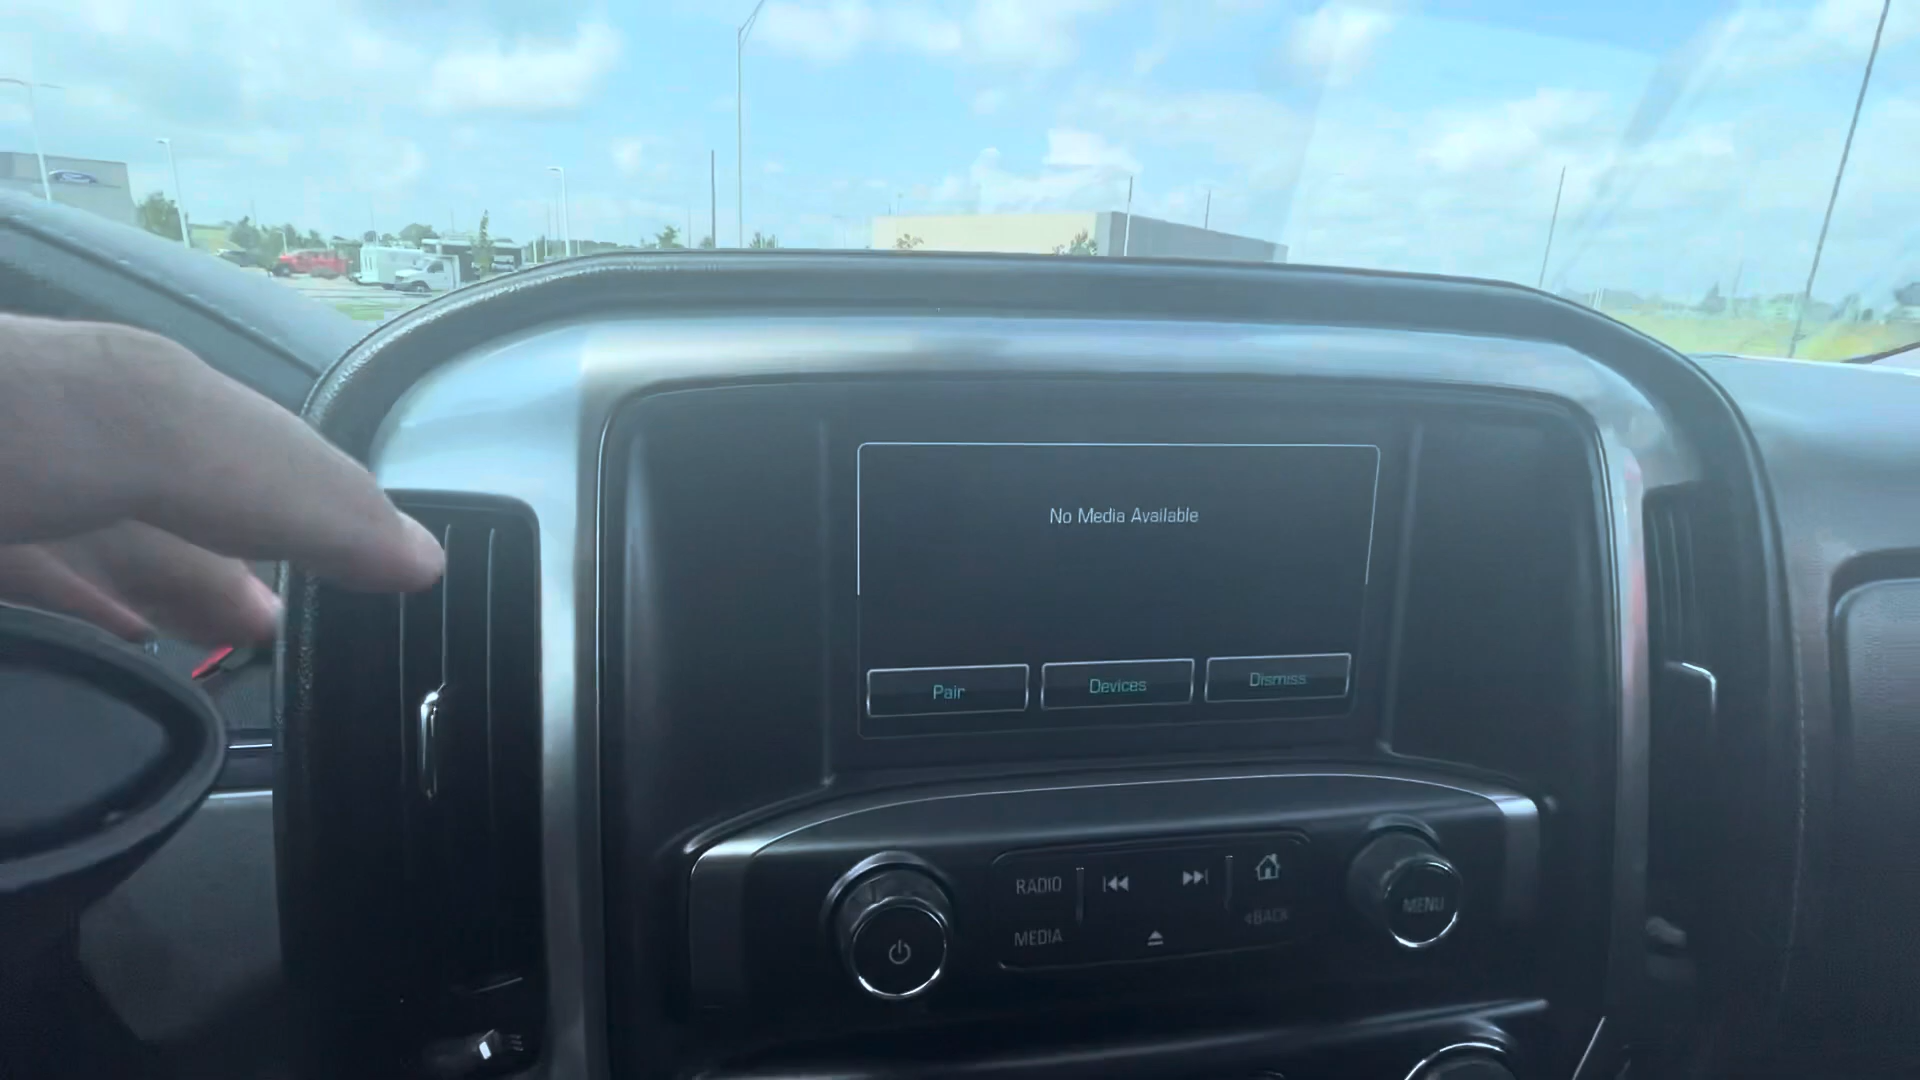 No Media Available
Pair
Devices
Dismiss
RADIO
MEDIA
BACK
MENU